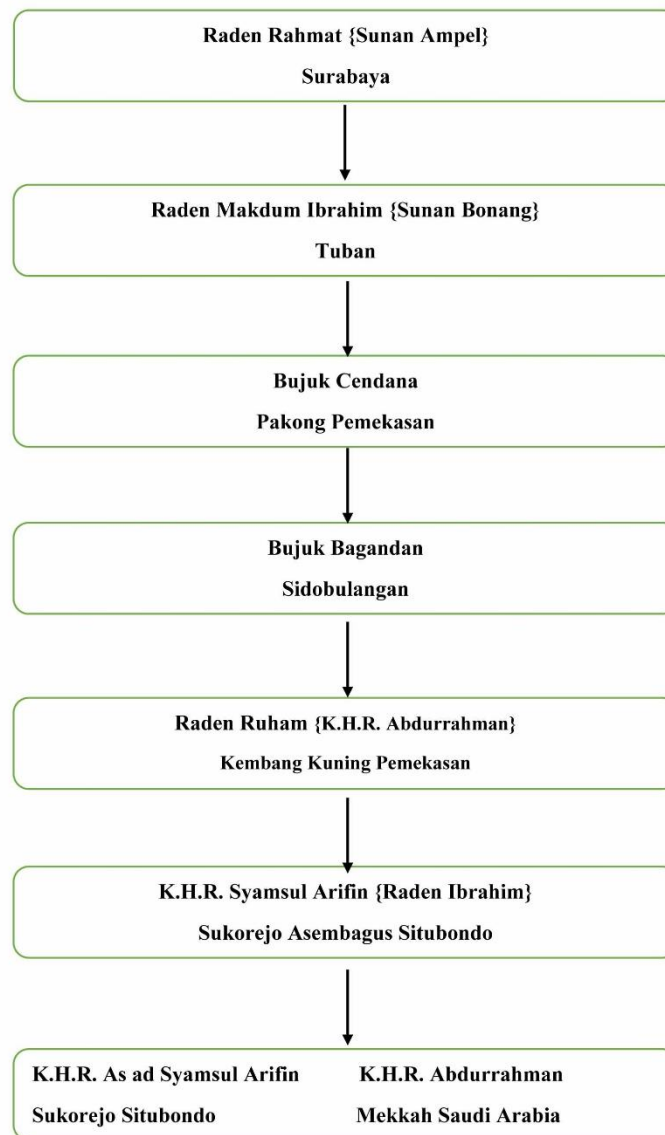 Raden Rahmat {Sunan Ampel}
Surabaya
Raden Makdum Ibrahim {Sunan Bonang}
Tuban
Bujuk Cendana
Pakong Pemekasan
Bujuk Bagandan
Sidobulangan
Raden Ruham {K.H.R. Abdurrahman}
Kembang Kuning Pemekasan
K.H.R. Syamsul Arifin {Raden Ibrahim}
Sukorejo Asembagus Situbondo
K.H.R. As ad Syamsul Arifin K.H.R. Abdurrahman
Sukorejo Situbondo Mekkah Saudi Arabia